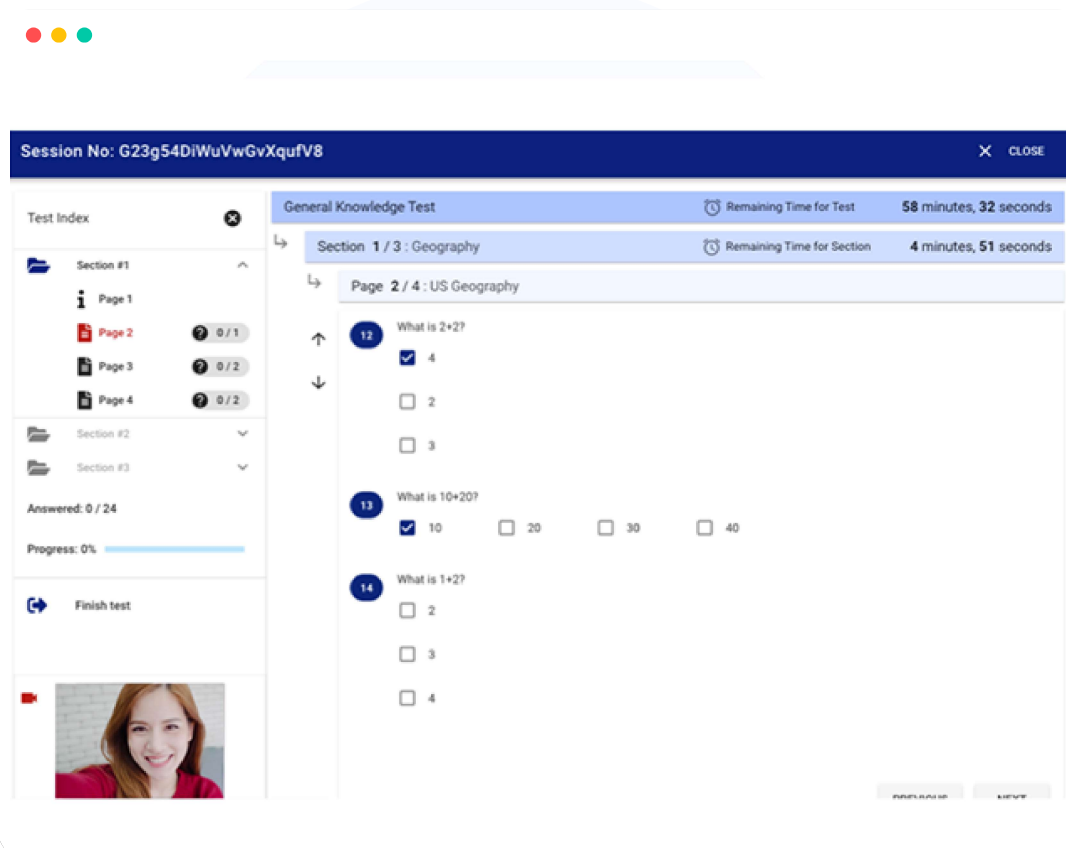 Session No: G23g54DiWuVwGvXqufV8
CLOSE
Test Index
General Knowledge Test
Remaining Time for Test 58 minutes, 32 seconds
Section 1 / 3 : Geography
Remaining Time for Section 4 minutes, 51 seconds
Page 2 / 4 : US Geography
Section #1
Page 1
Page 2 0 / 1
Page 3 0 / 2
Page 4 0 / 2
Section #2
Section #3
Answered: 0 / 24
Progress: 0%
Finish test
12 What is 2+2?
4
2
3
13 What is 10+20?
10 20 30 40
14 What is 1+2?
2
3
4
PREVIOUS NEXT